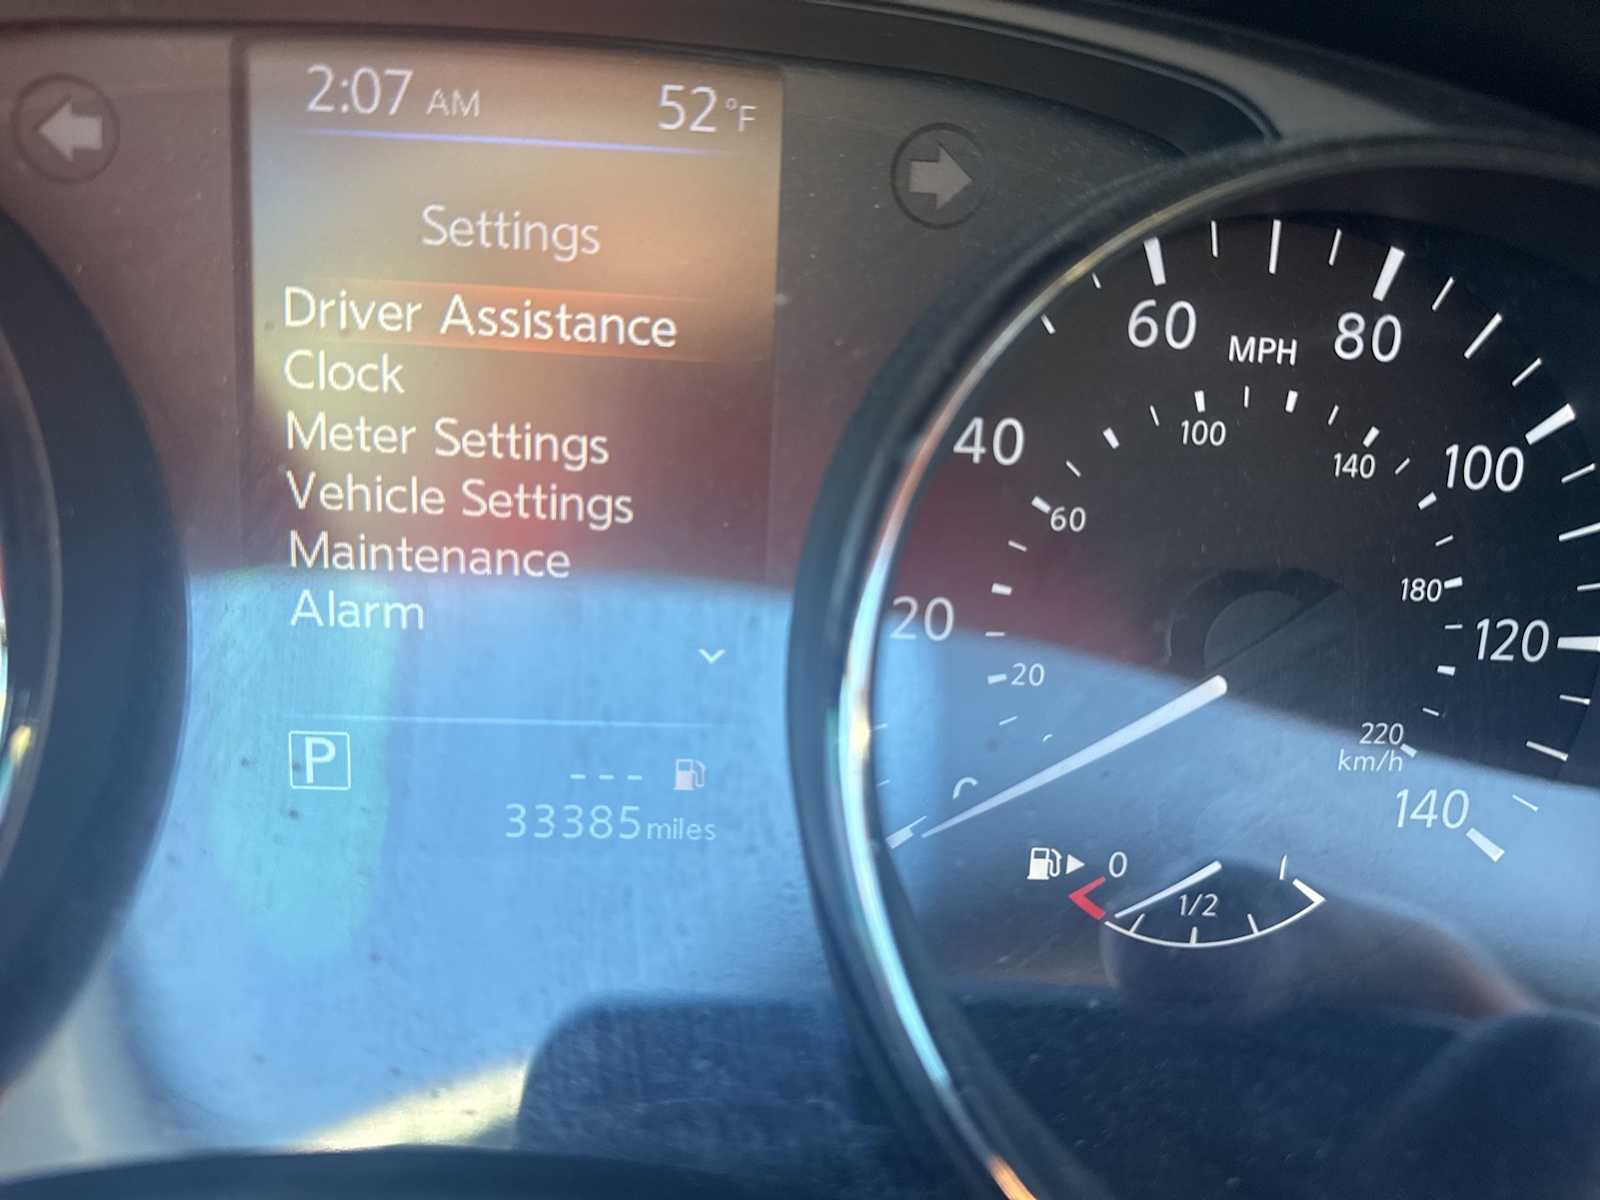 2:07 AM 52°F
Settings
Driver Assistance
Clock
Meter Settings
Vehicle Settings
Maintenance
Alarm
P
---
33385 miles
20 40 60 MPH 80 100 120 140
20 60 100 140 180 220
km/h
0 1/2 1